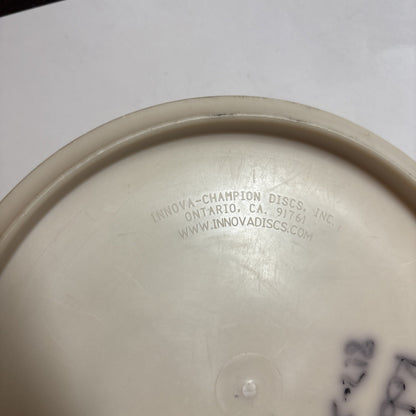 INNOVA-CHAMPION DISCS, INC.
ONTARIO, CA. 91761
WWW.INNOVADISCS.COM